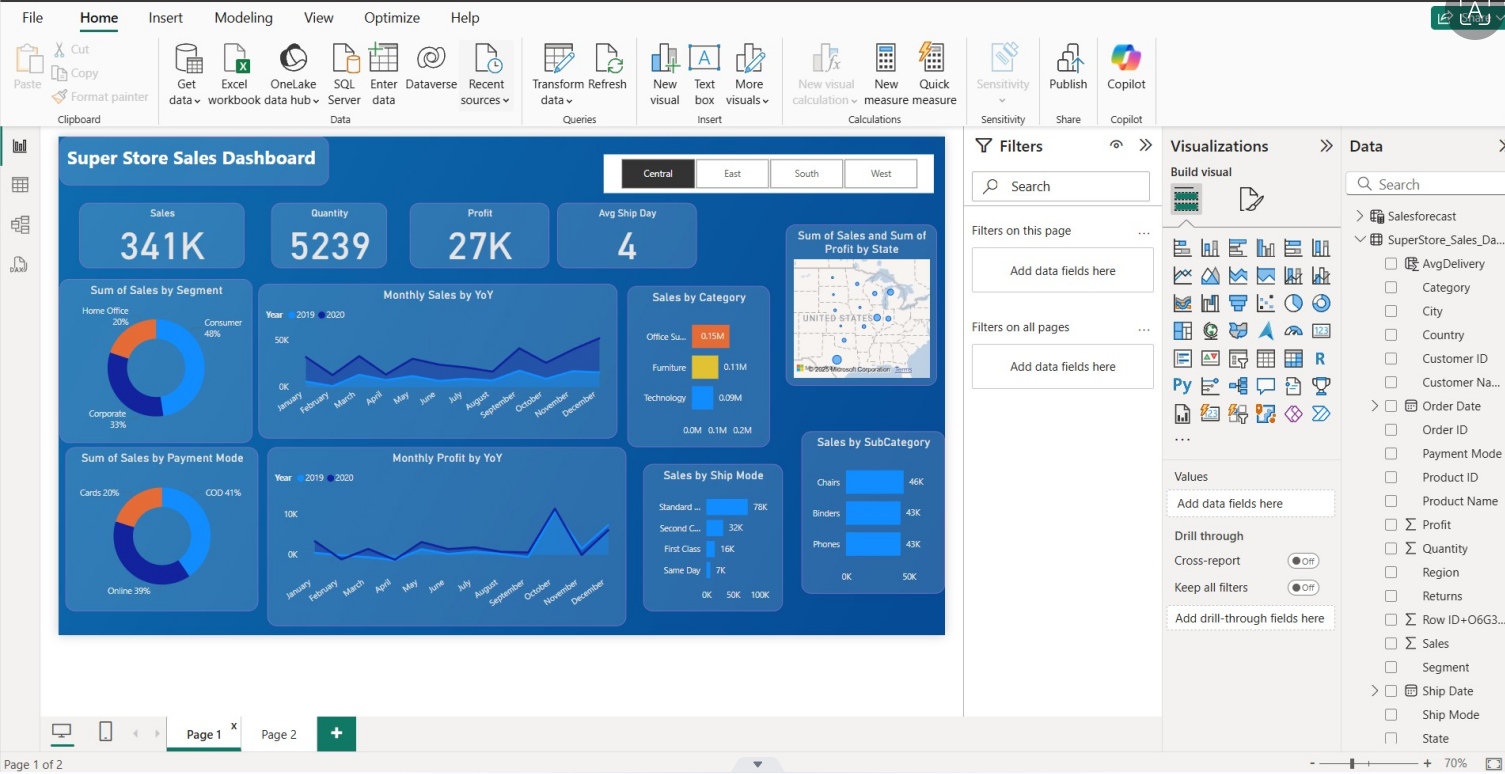 File Home Insert Modeling View Optimize Help
Share
Paste
Cut
Copy
Format painter
Clipboard
Get data
Excel workbook
OneLake data hub
SQL Server
Enter data
Dataverse
Recent sources
Data
Transform data
Refresh
Queries
New visual
Text box
More visuals
Insert
New visual calculation
New measure
Quick measure
Calculations
Sensitivity
Sensitivity
Publish
Share
Copilot
Copilot
Super Store Sales Dashboard
Central East South West
Sales
341K
Quantity
5239
Profit
27K
Avg Ship Day
4
Sum of Sales by Segment
Home Office
20%
Consumer
48%
Corporate
33%
Monthly Sales by YoY
Year 2019 2020
50K
0K
January February March April May June July August September October November December
Sales by Category
Office Su... 0.15M
Furniture 0.11M
Technology 0.09M
0.0M 0.1M 0.2M
Sum of Sales and Sum of
Profit by State
UNITED STATES
© 2025 Microsoft Corporation Terms
Sum of Sales by Payment Mode
Cards 20%
COD 41%
Online 39%
Monthly Profit by YoY
Year 2019 2020
10K
0K
January February March April May June July August September October November December
Sales by Ship Mode
Standard ... 78K
Second C... 32K
First Class 16K
Same Day 7K
0K 50K 100K
Sales by SubCategory
Chairs 46K
Binders 43K
Phones 43K
0K 50K
Filters
Search
Filters on this page ...
Add data fields here
Filters on all pages ...
Add data fields here
Visualizations
Build visual
123
R
Py
...
Values
Add data fields here
Drill through
Cross-report Off
Keep all filters Off
Add drill-through fields here
Data
Search
Salesforecast
SuperStore_Sales_Da...
AvgDelivery
Category
City
Country
Customer ID
Customer Na...
Order Date
Order ID
Payment Mode
Product ID
Product Name
Profit
Quantity
Region
Returns
Row ID+O6G3...
Sales
Segment
Ship Date
Ship Mode
State
Page 1 x
Page 2
+
Page 1 of 2
- + 70%